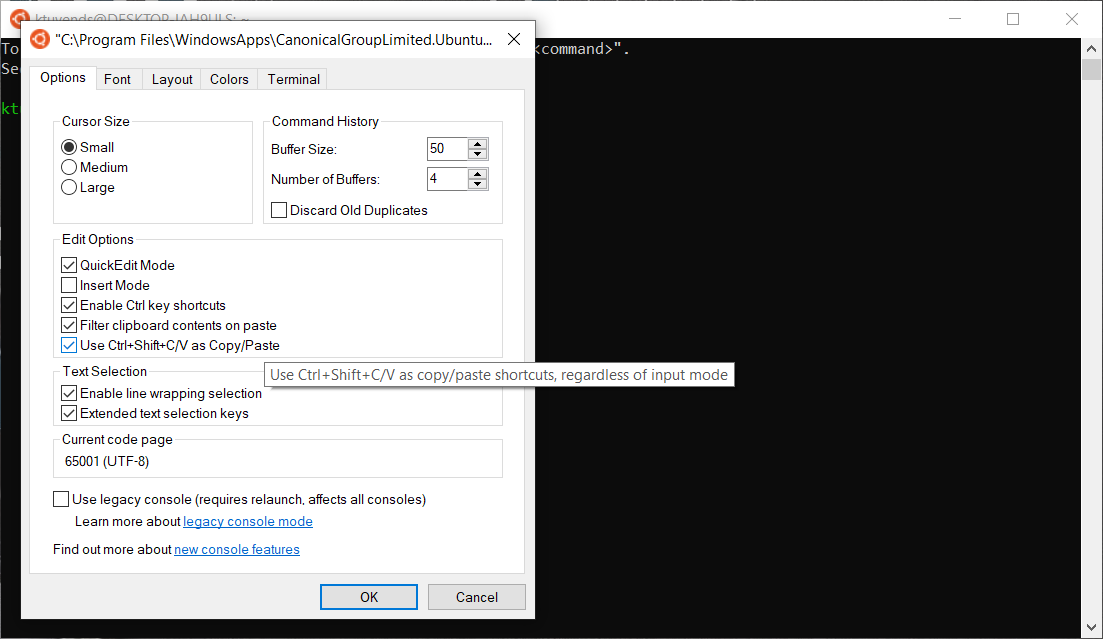 ktuvends@DESKTOP-JAH9ULS: ~
"C:\Program Files\WindowsApps\CanonicalGroupLimited.Ubuntu...
To
<command>".
See
Options Font Layout Colors Terminal
Cursor Size
Small
Medium
Large
Command History
Buffer Size: 50
Number of Buffers: 4
Discard Old Duplicates
Edit Options
QuickEdit Mode
Insert Mode
Enable Ctrl key shortcuts
Filter clipboard contents on paste
Use Ctrl+Shift+C/V as Copy/Paste
Use Ctrl+Shift+C/V as copy/paste shortcuts, regardless of input mode
Text Selection
Enable line wrapping selection
Extended text selection keys
Current code page
65001 (UTF-8)
Use legacy console (requires relaunch, affects all consoles)
Learn more about legacy console mode
Find out more about new console features
OK Cancel